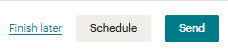 Finish later Schedule Send